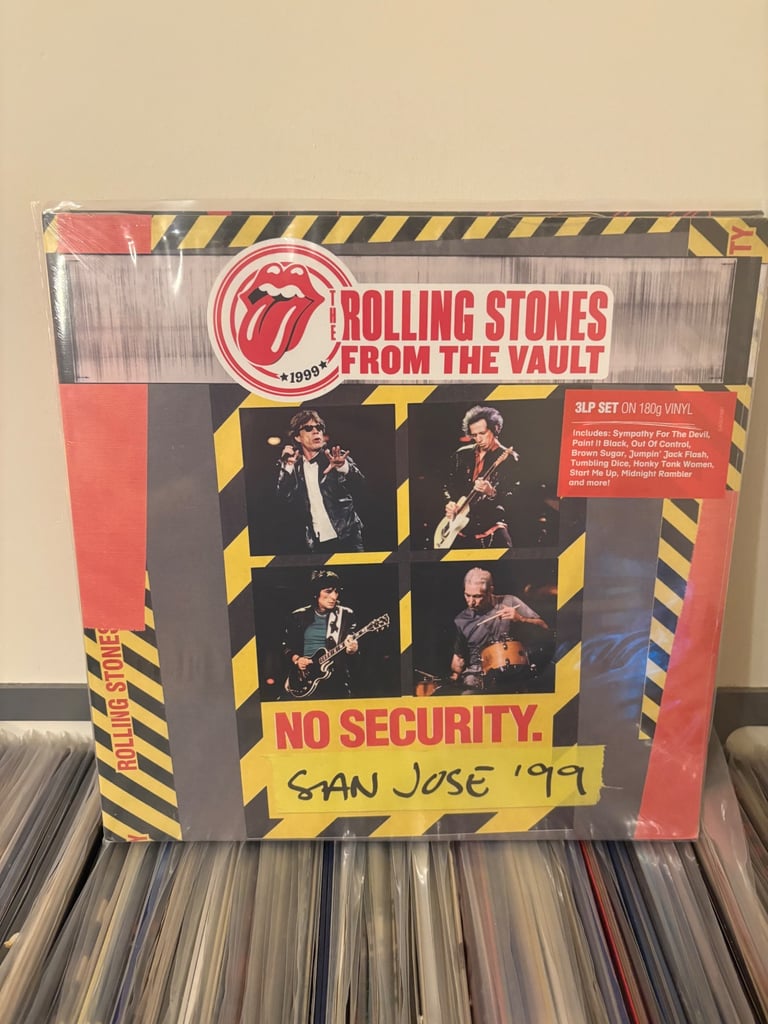 TY
THE
ROLLING STONES
FROM THE VAULT
★1999★
3LP SET ON 180g VINYL
Includes: Sympathy For The Devil,
Paint It Black, Out Of Control,
Brown Sugar, Jumpin' Jack Flash,
Tumbling Dice, Honky Tonk Women,
Start Me Up, Midnight Rambler
and more!
ROLLING STONES
NO SECURITY.
SAN JOSE '99
Y